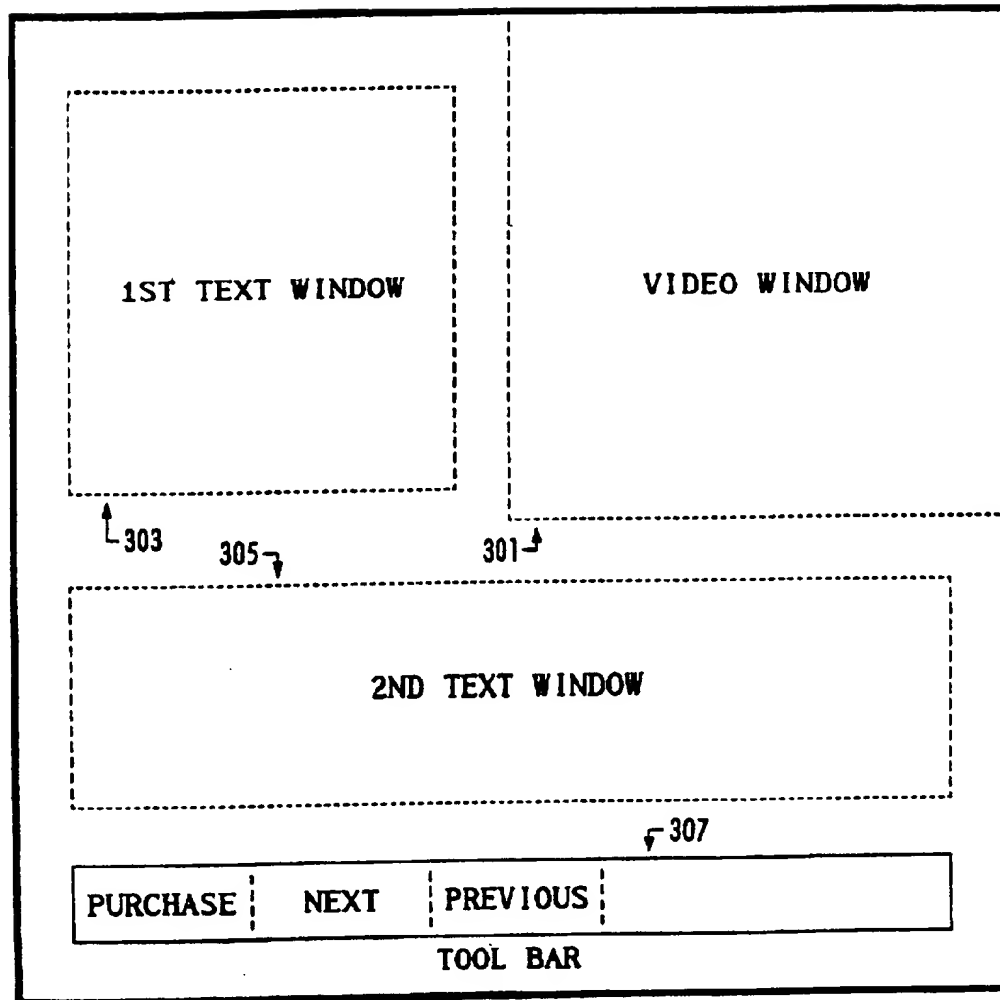 1ST TEXT WINDOW
VIDEO WINDOW
303
305
301
2ND TEXT WINDOW
307
PURCHASE NEXT PREVIOUS
TOOL BAR